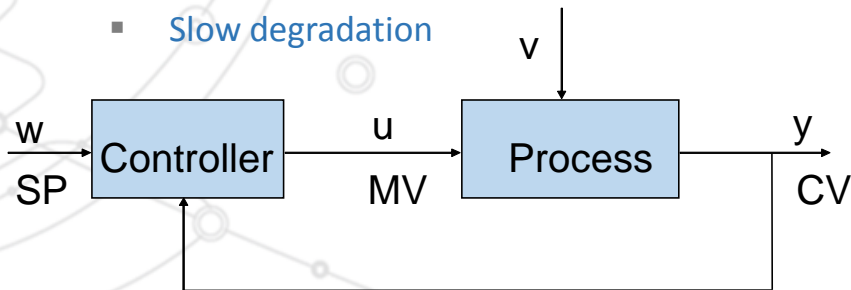 ▪ Slow degradation
v
w
u
y
Controller
Process
SP
MV
CV